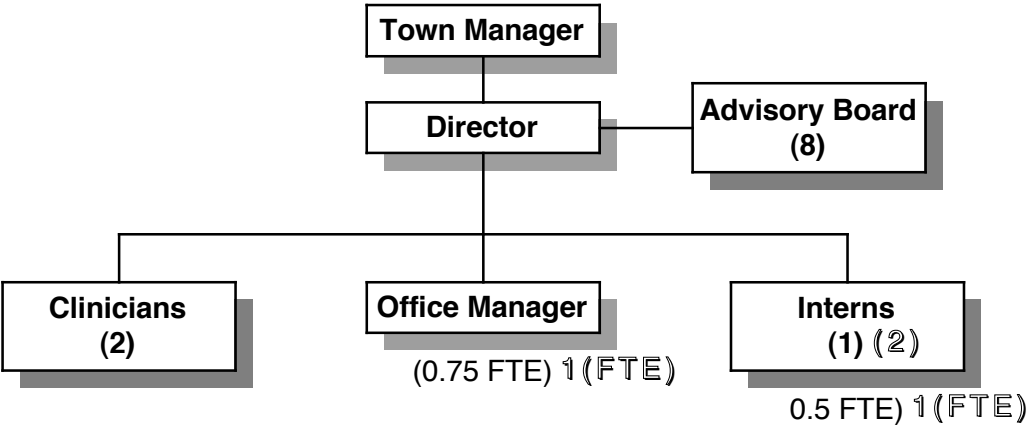 Town Manager
Director
Advisory Board
(8)
Clinicians
(2)
Office Manager
(0.75 FTE) 1(FTE)
Interns
(1) (2)
0.5 FTE) 1(FTE)